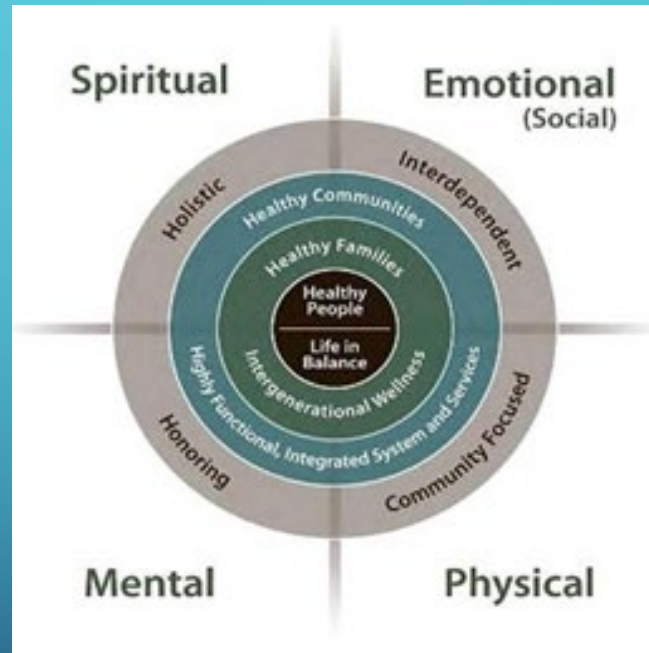 Spiritual
Emotional
(Social)
Holistic
Interdependent
Healthy Communities
Healthy Families
Healthy
People
Life in
Balance
Intergenerational Wellness
Highly Functional, Integrated System and Services
Honoring
Community Focused
Mental
Physical